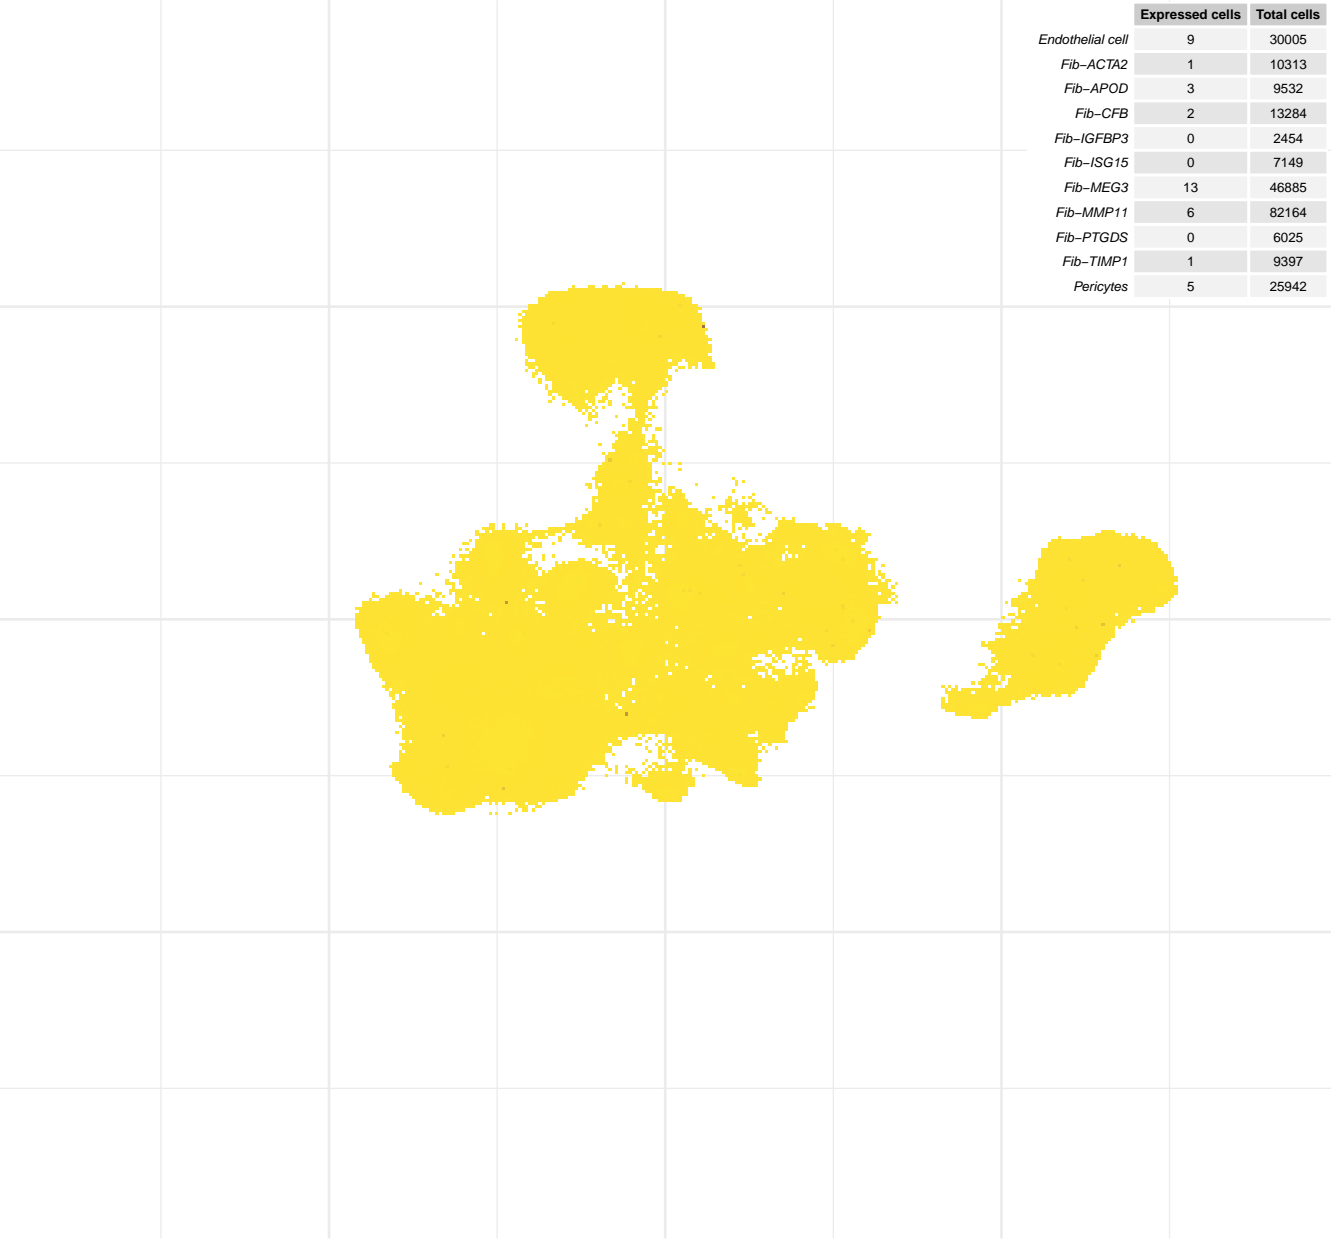 Expressed cells Total cells
Endothelial cell 9 30005
Fib−ACTA2 1 10313
Fib−APOD 3 9532
Fib−CFB 2 13284
Fib−IGFBP3 0 2454
Fib−ISG15 0 7149
Fib−MEG3 13 46885
Fib−MMP11 6 82164
Fib−PTGDS 0 6025
Fib−TIMP1 1 9397
Pericytes 5 25942